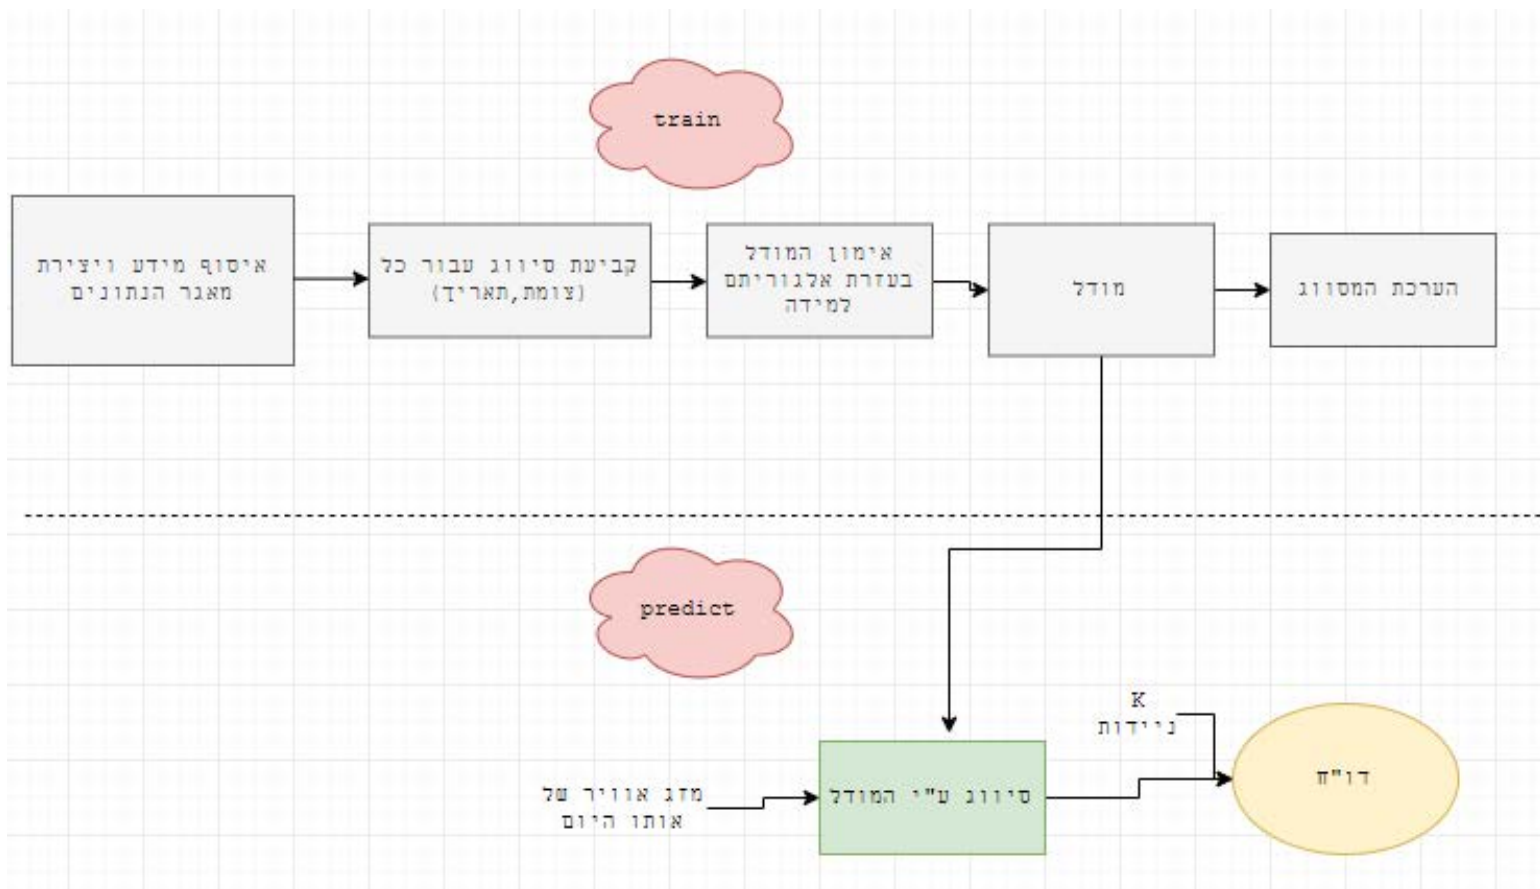 train
איסוף מידע ויצירת
מאגר הנתונים
קביעת סיווג עבור כל
(צומת,תאריך)
אימון המודל
בעזרת אלגוריתם
למידה
מודל
הערכת המסווג
predict
מזג אוויר של
אותו היום
סיווג ע"י המודל
K
ניידות
דו"ח